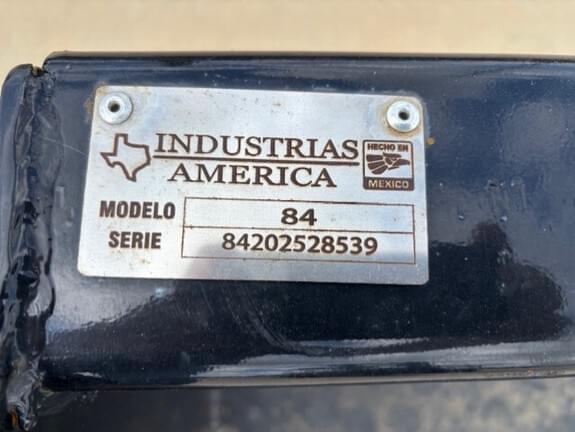 INDUSTRIAS
AMERICA
HECHO EN
MEXICO
MODELO 84
SERIE 84202528539